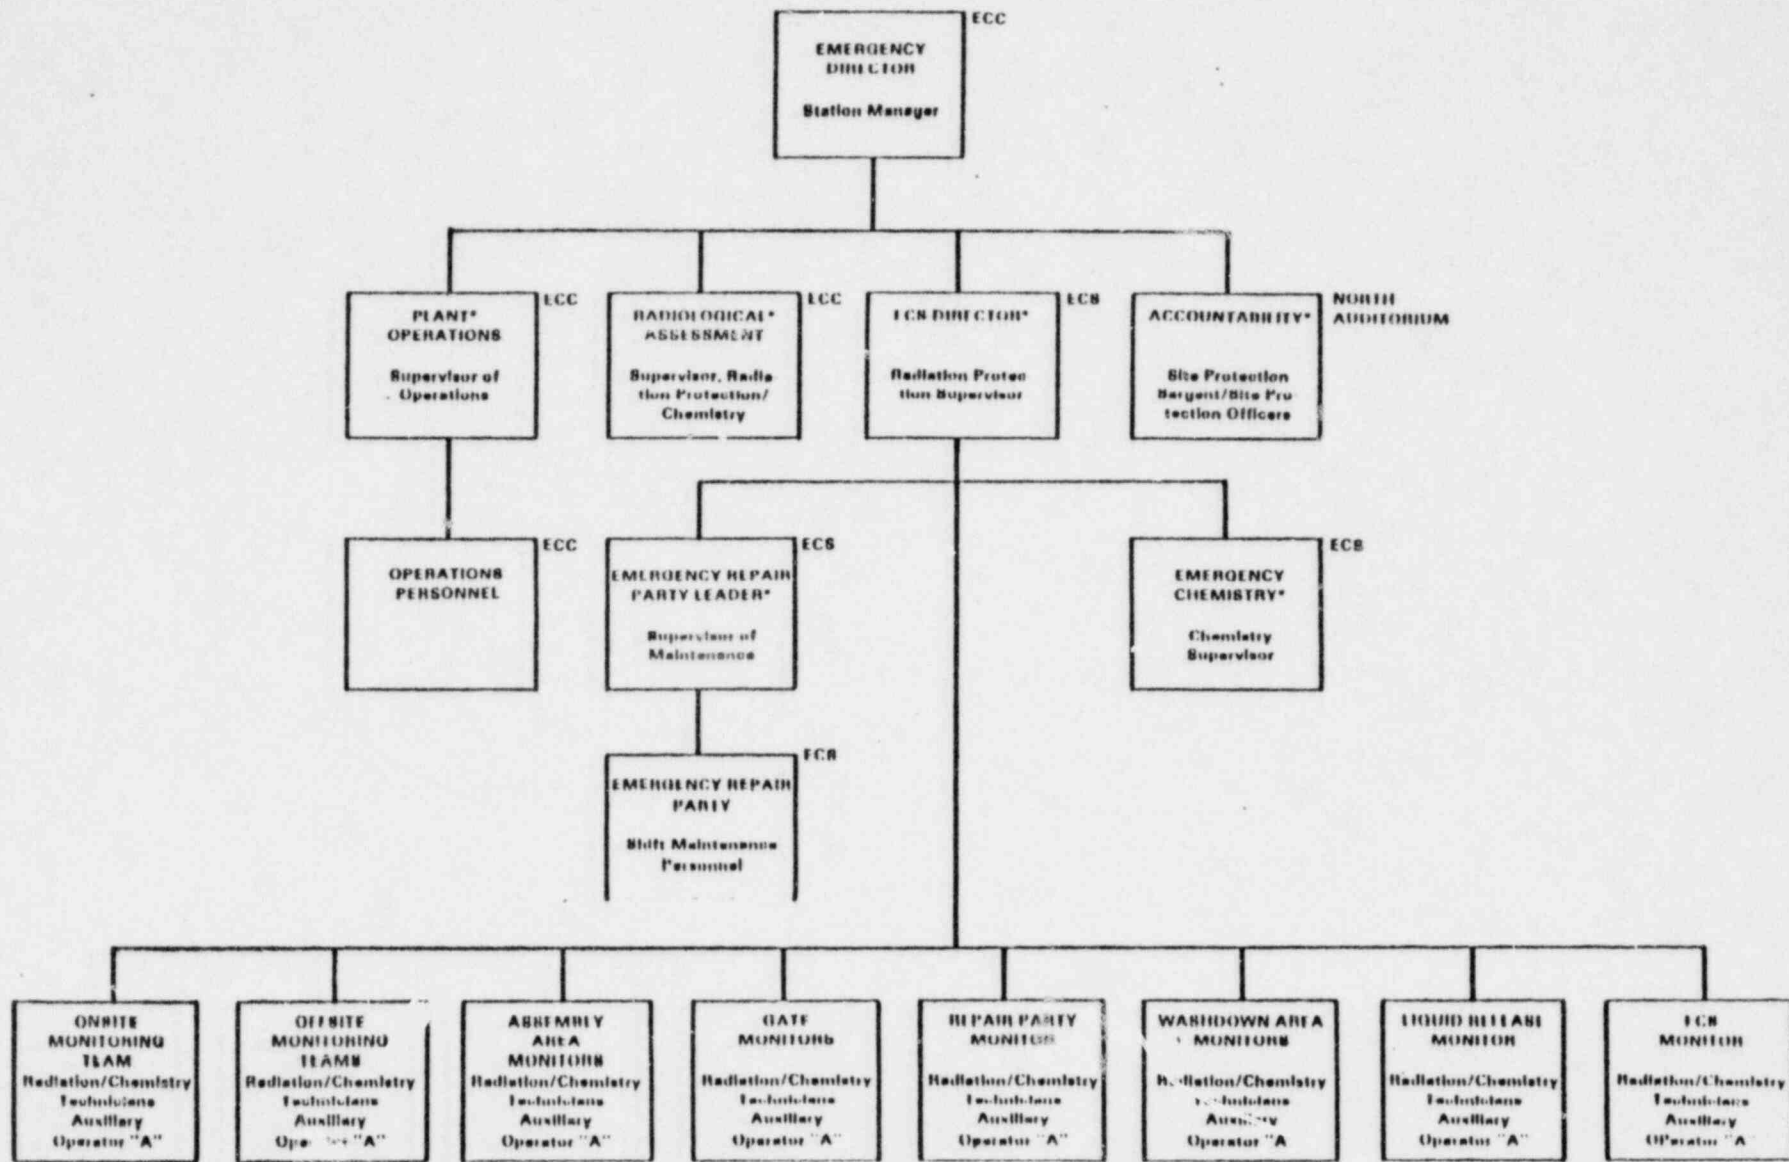 ECC
EMERGENCY
DIRECTOR
Station Manager
ECC
PLANT*
OPERATIONS
Supervisor of
Operations
ECC
RADIOLOGICAL*
ASSESSMENT
Supervisor, Radia-
tion Protection/
Chemistry
ECS
ECS DIRECTOR*
Radiation Protec
tion Supervisor
NORTH
AUDITORIUM
ACCOUNTABILITY*
Site Protection
Sargent/Site Pro
tection Officers
ECC
OPERATIONS
PERSONNEL
ECS
EMERGENCY REPAIR
PARTY LEADER*
Supervisor of
Maintenance
ECS
EMERGENCY
CHEMISTRY*
Chemistry
Supervisor
ECS
EMERGENCY REPAIR
PARTY
Shift Maintenance
Personnel
ONSITE
MONITORING
TEAM
Radiation/Chemistry
Technicians
Auxiliary
Operator "A"
OFFSITE
MONITORING
TEAMS
Radiation/Chemistry
Technicians
Auxiliary
"A"
ASSEMBLY
AREA
MONITORS
Radiation/Chemistry
Technicians
Auxiliary
Operator "A"
GATE
MONITORS
Radiation/Chemistry
Technicians
Auxiliary
Operator "A"
REPAIR PARTY
MONITOR
Radiation/Chemistry
Technicians
Auxiliary
Operator "A"
WASHDOWN AREA
MONITORS
Radiation/Chemistry
Technicians
Auxiliary
Operator "A
LIQUID RELEASE
MONITOR
Radiation/Chemistry
Technicians
Auxiliary
Operator "A"
ECS
MONITOR
Radiation/Chemistry
Technicians
Auxiliary
OPerator "A"